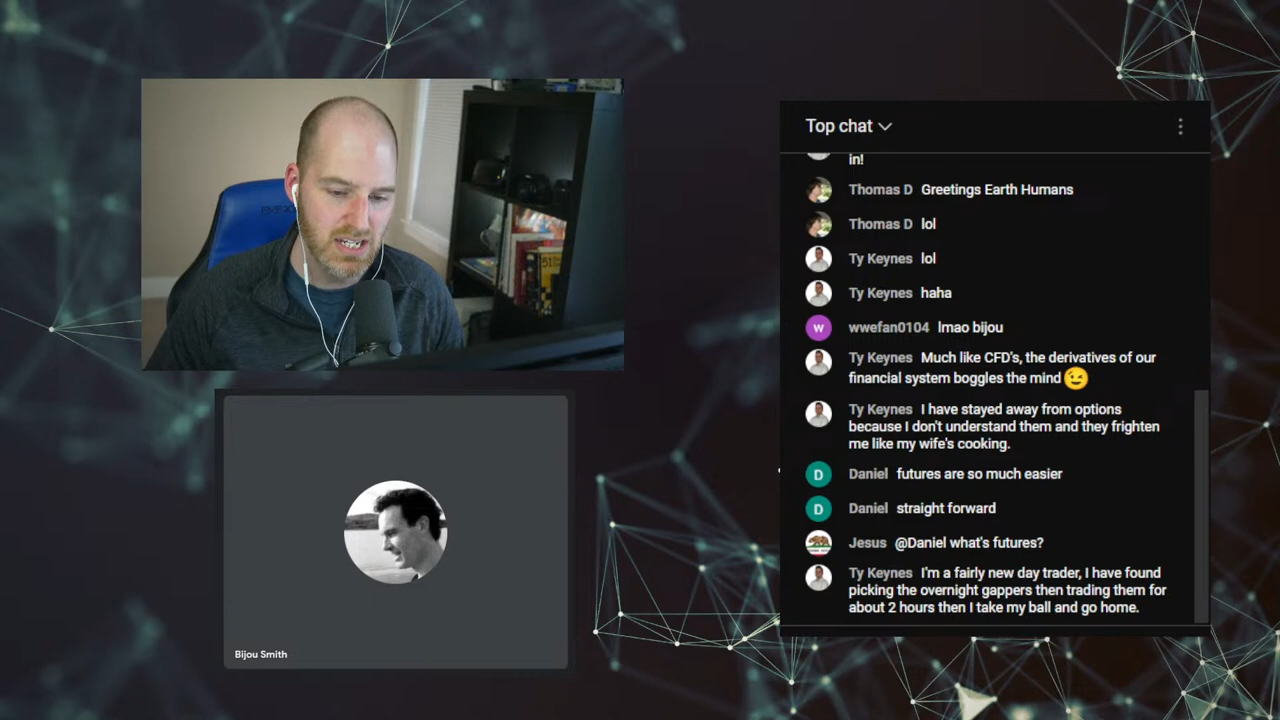 Top chat
in!
Thomas D Greetings Earth Humans
Thomas D lol
Ty Keynes lol
Ty Keynes haha
W wwefan0104 lmao bijou
Ty Keynes Much like CFD's, the derivatives of our
financial system boggles the mind😉
Ty Keynes I have stayed away from options
because I don't understand them and they frighten
me like my wife's cooking.
D Daniel futures are so much easier
D Daniel straight forward
Jesus @Daniel what's futures?
Ty Keynes I'm a fairly new day trader, I have found
picking the overnight gappers then trading them for
about 2 hours then I take my ball and go home.
51
Bijou Smith